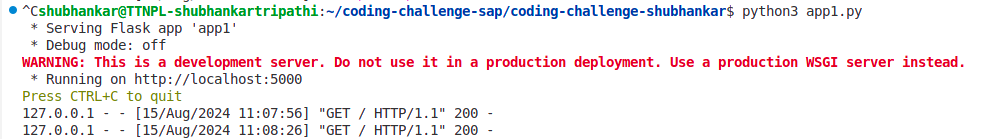 ^Cshubhankar@TTNPL-shubhankartripathi:~/coding-challenge-sap/coding-challenge-shubhankar$ python3 app1.py
 * Serving Flask app 'app1'
 * Debug mode: off
WARNING: This is a development server. Do not use it in a production deployment. Use a production WSGI server instead.
 * Running on http://localhost:5000
Press CTRL+C to quit
127.0.0.1 - - [15/Aug/2024 11:07:56] "GET / HTTP/1.1" 200 -
127.0.0.1 - - [15/Aug/2024 11:08:26] "GET / HTTP/1.1" 200 -